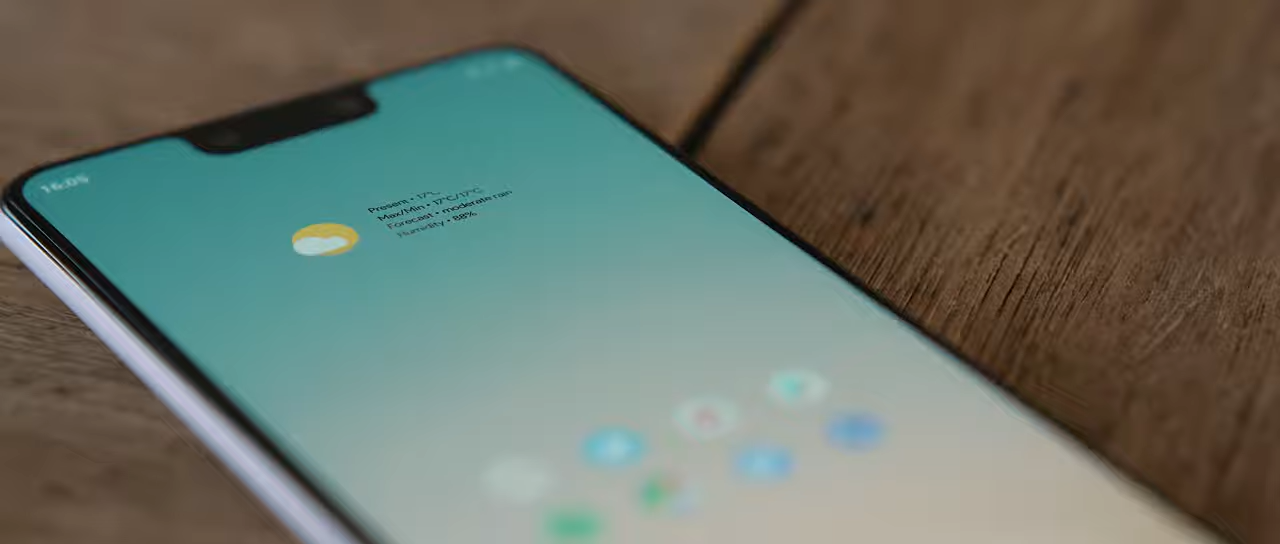 16:05
Present • 17°C
Max/Min • 17°C/17°C
Forecast • moderate rain
Humidity • 88%